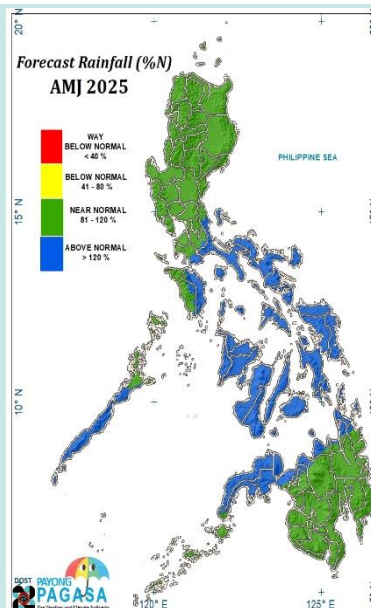 20° N
Forecast Rainfall (%N)
AMJ 2025
WAY
BELOW NORMAL
< 40 %
BELOW NORMAL
41 - 80 %
NEAR NORMAL
81 - 120 %
ABOVE NORMAL
> 120 %
PHILIPPINE SEA
15° N
10° N
DOST
PAYONG
PAGASA
120° E
125° E